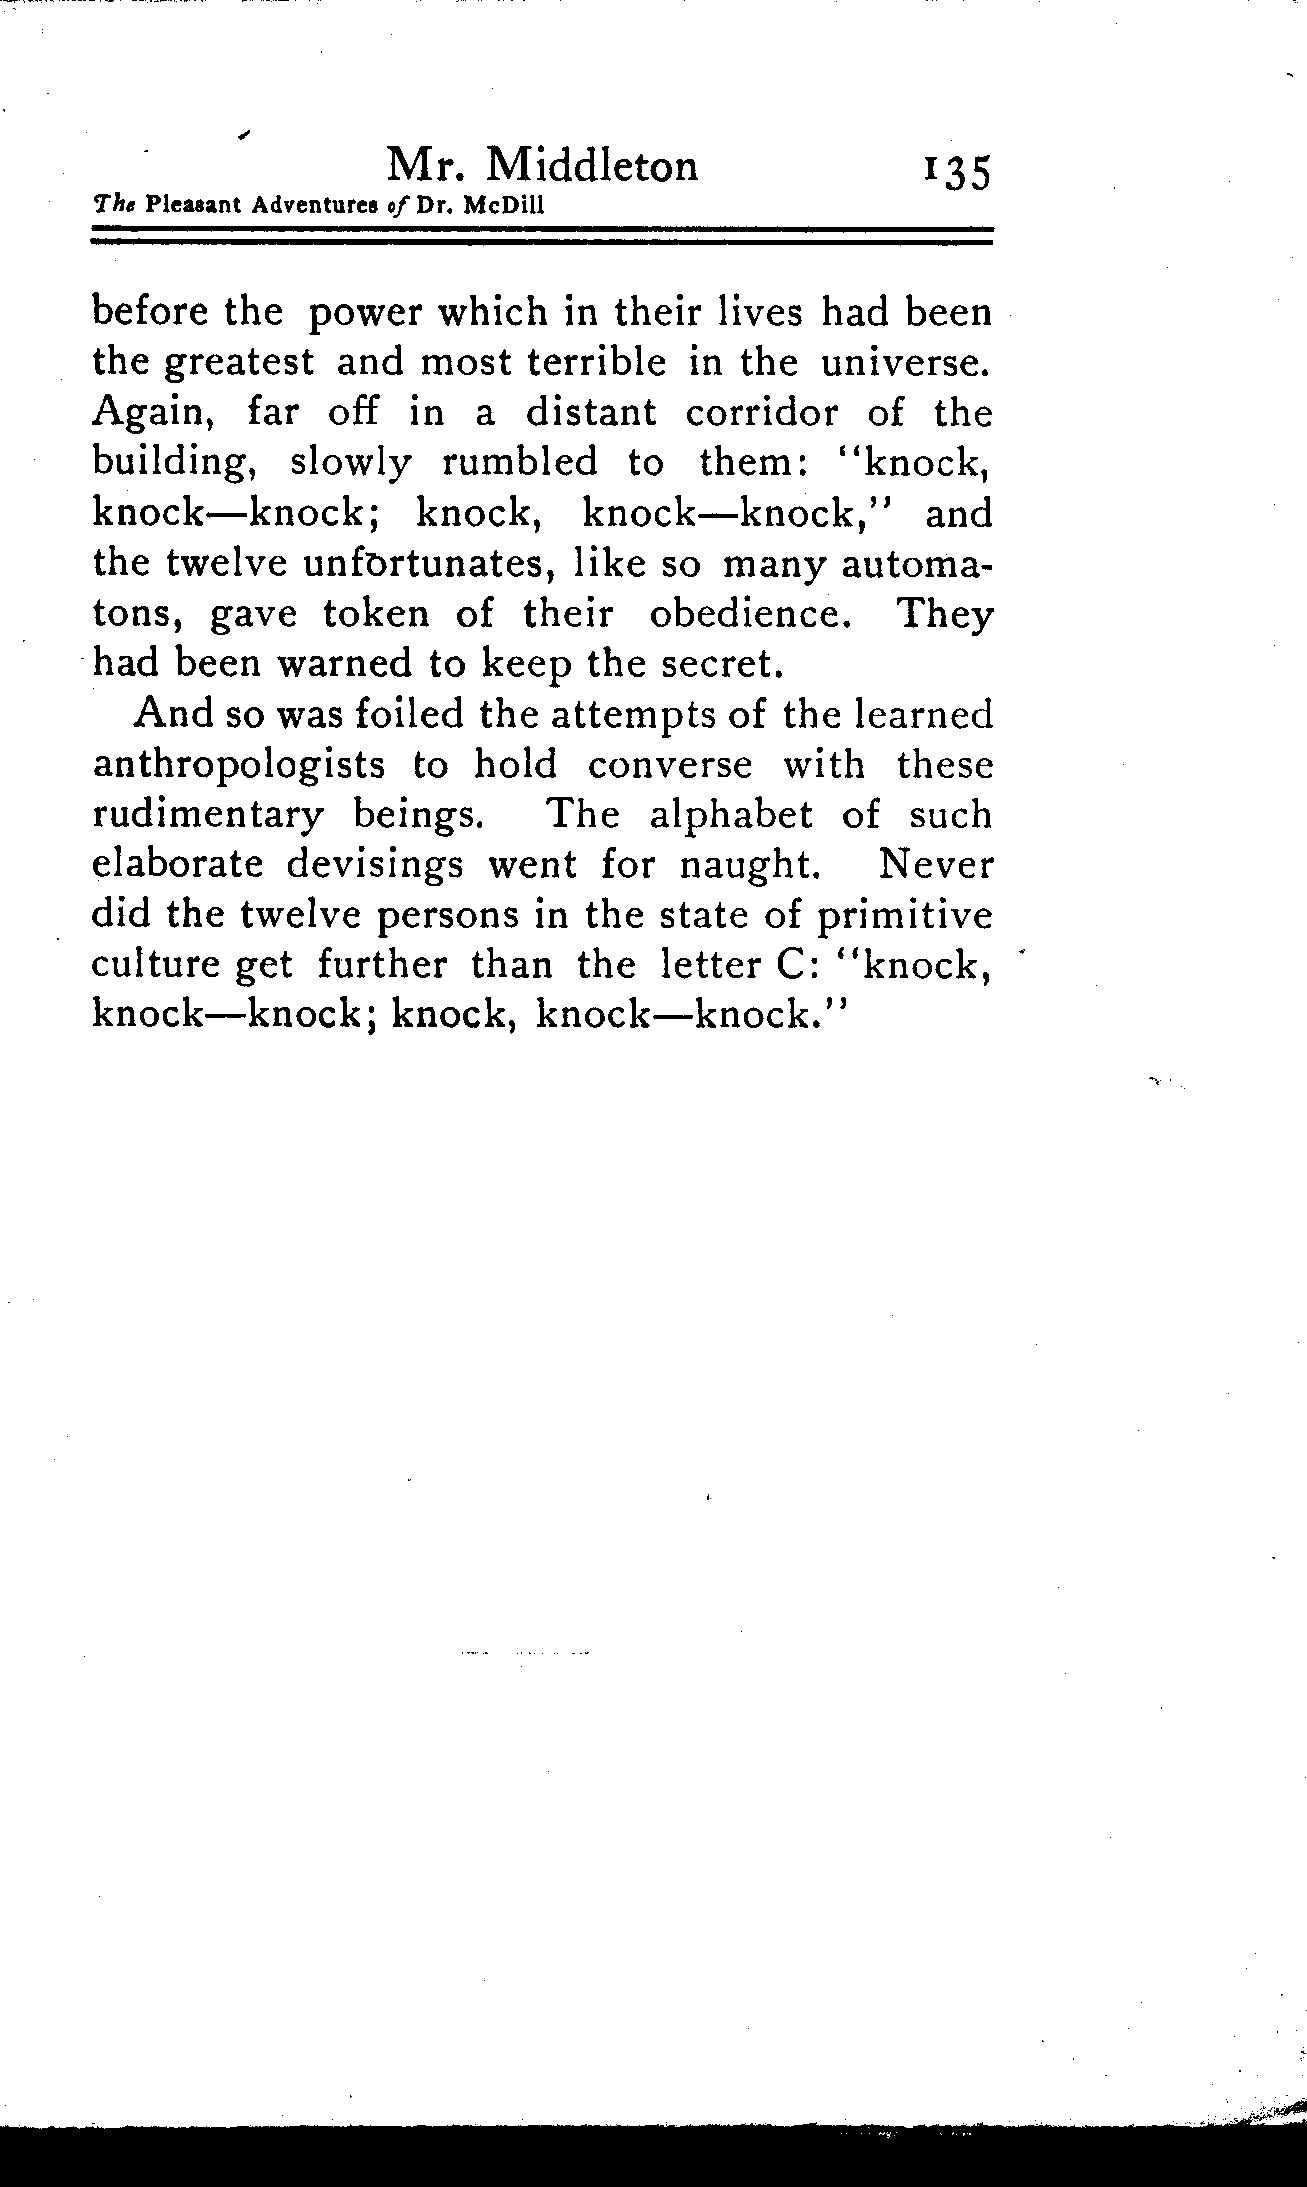 Mr. Middleton 135
The Pleasant Adventures of Dr. McDill
before the power which in their lives had been
the greatest and most terrible in the universe.
Again, far off in a distant corridor of the
building, slowly rumbled to them: "knock,
knock—knock; knock, knock—knock," and
the twelve unfortunates, like so many automa-
tons, gave token of their obedience. They
had been warned to keep the secret.
And so was foiled the attempts of the learned
anthropologists to hold converse with these
rudimentary beings. The alphabet of such
elaborate devisings went for naught. Never
did the twelve persons in the state of primitive
culture get further than the letter C: "knock,
knock—knock; knock, knock—knock."